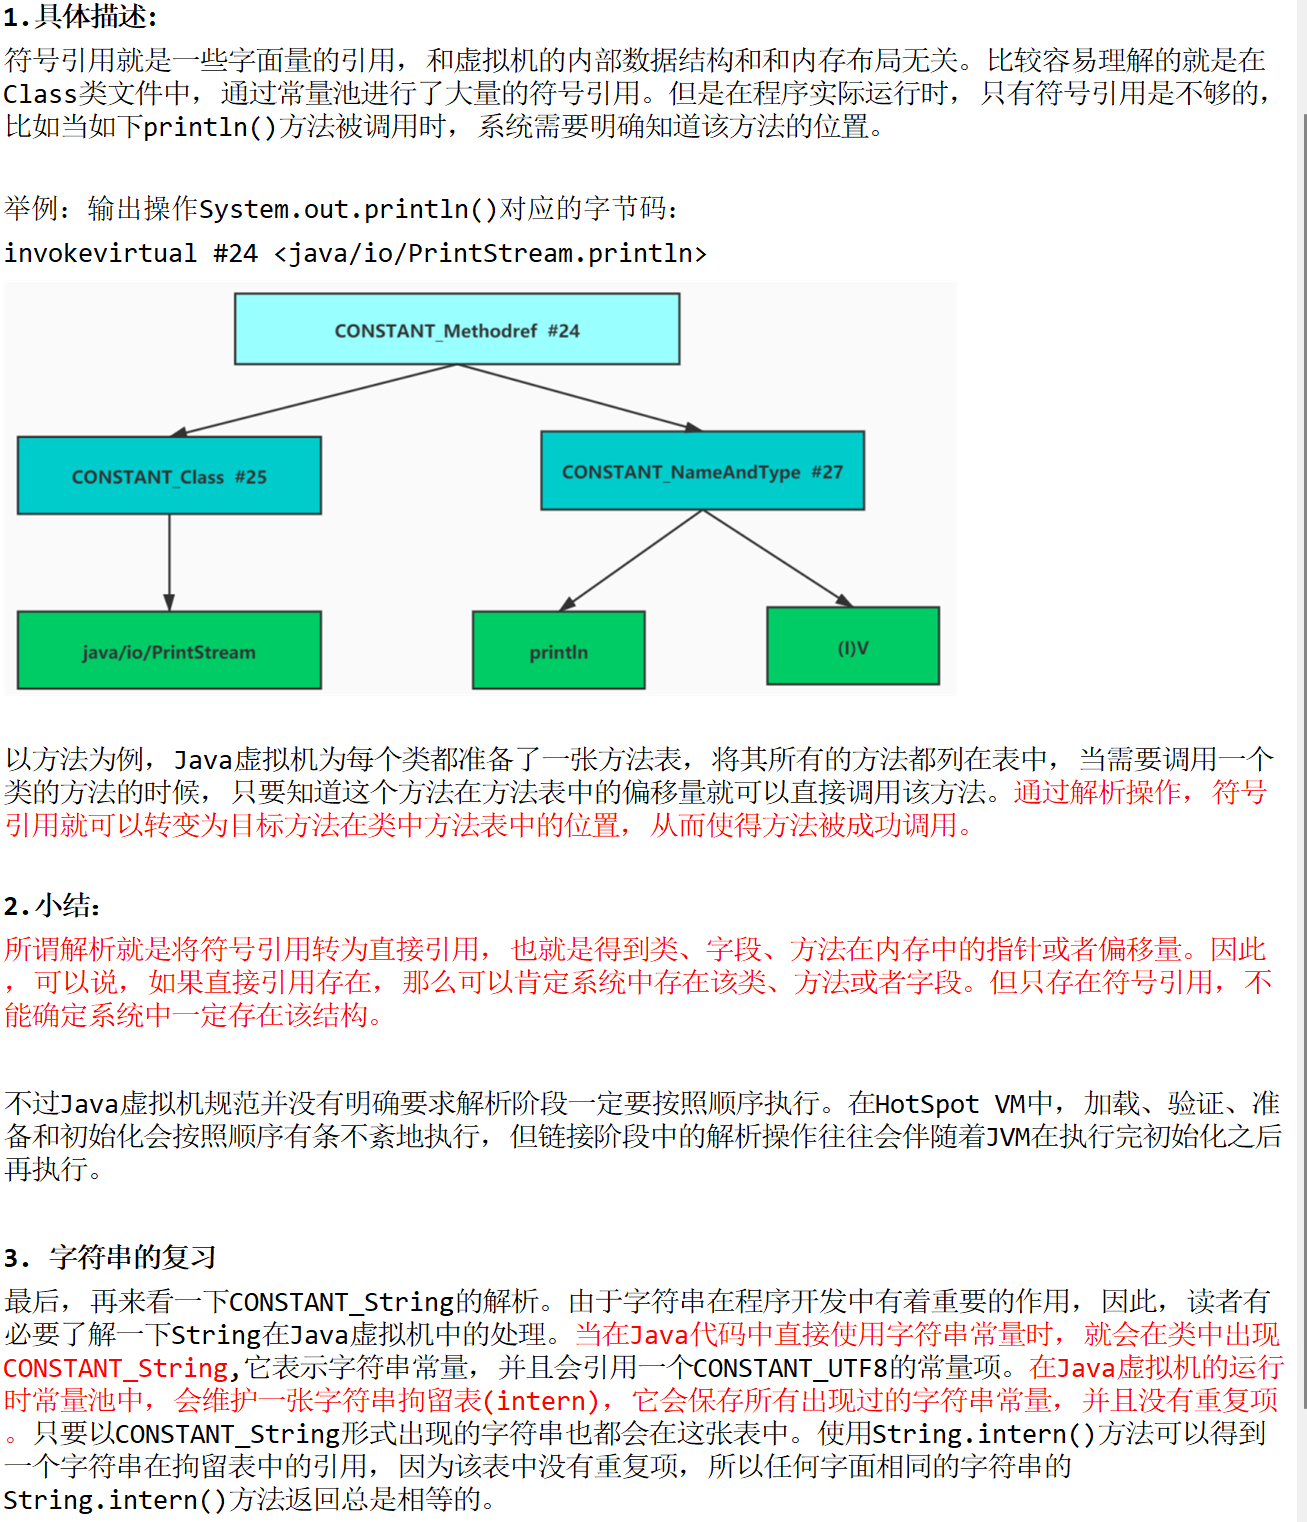 1.具体描述:
符号引用就是一些字面量的引用，和虚拟机的内部数据结构和和内存布局无关。比较容易理解的就是在
Class类文件中，通过常量池进行了大量的符号引用。但是在程序实际运行时，只有符号引用是不够的，
比如当如下println()方法被调用时，系统需要明确知道该方法的位置。
举例：输出操作System.out.println()对应的字节码：
invokevirtual #24 <java/io/PrintStream.println>
CONSTANT_Methodref #24
CONSTANT_Class #25
CONSTANT_NameAndType #27
java/io/PrintStream
println
(I)V
以方法为例，Java虚拟机为每个类都准备了一张方法表，将其所有的方法都列在表中，当需要调用一个
类的方法的时候，只要知道这个方法在方法表中的偏移量就可以直接调用该方法。通过解析操作，符号
引用就可以转变为目标方法在类中方法表中的位置，从而使得方法被成功调用。
2.小结:
所谓解析就是将符号引用转为直接引用，也就是得到类、字段、方法在内存中的指针或者偏移量。因此
，可以说，如果直接引用存在，那么可以肯定系统中存在该类、方法或者字段。但只存在符号引用，不
能确定系统中一定存在该结构。
不过Java虚拟机规范并没有明确要求解析阶段一定要按照顺序执行。在HotSpot VM中，加载、验证、准
备和初始化会按照顺序有条不紊地执行，但链接阶段中的解析操作往往会伴随着JVM在执行完初始化之后
再执行。
3. 字符串的复习
最后，再来看一下CONSTANT_String的解析。由于字符串在程序开发中有着重要的作用，因此，读者有
必要了解一下String在Java虚拟机中的处理。当在Java代码中直接使用字符串常量时，就会在类中出现
CONSTANT_String,它表示字符串常量，并且会引用一个CONSTANT_UTF8的常量项。在Java虚拟机的运行
时常量池中，会维护一张字符串拘留表(intern)，它会保存所有出现过的字符串常量，并且没有重复项
。只要以CONSTANT_String形式出现的字符串也都会在这张表中。使用String.intern()方法可以得到
一个字符串在拘留表中的引用，因为该表中没有重复项，所以任何字面相同的字符串的
String.intern()方法返回总是相等的。